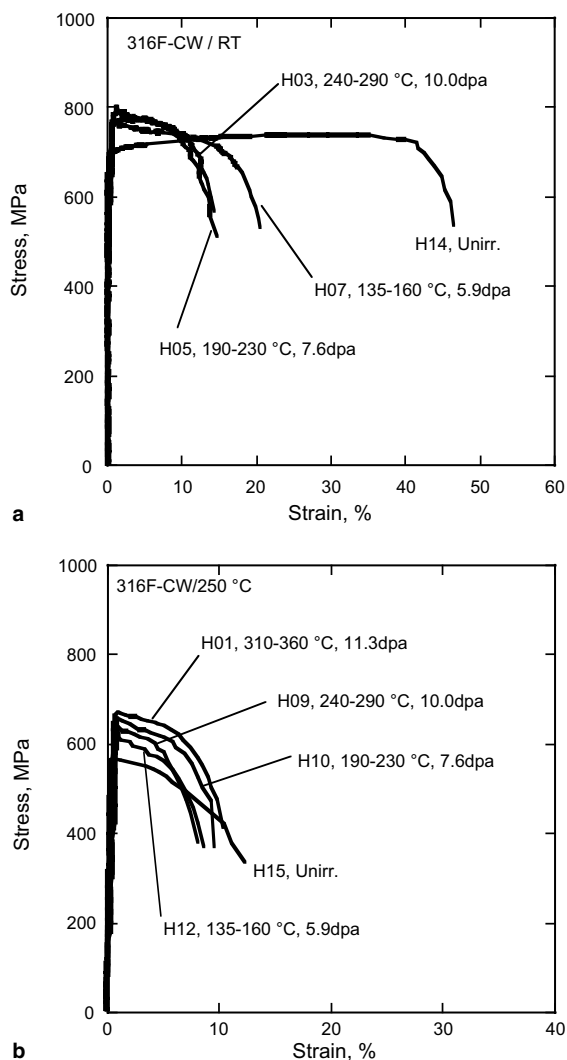 1000
316F-CW / RT
H03, 240-290 °C, 10.0dpa
800
600
H14, Unirr.
H07, 135-160 °C, 5.9dpa
400
H05, 190-230 °C, 7.6dpa
200
0
Stress, MPa
0 10 20 30 40 50 60
Strain, %
a
1000
316F-CW/250 °C
H01, 310-360 °C, 11.3dpa
800
H09, 240-290 °C, 10.0dpa
600
H10, 190-230 °C, 7.6dpa
400
H15, Unirr.
H12, 135-160 °C, 5.9dpa
200
0
Stress, MPa
0 10 20 30 40
Strain, %
b